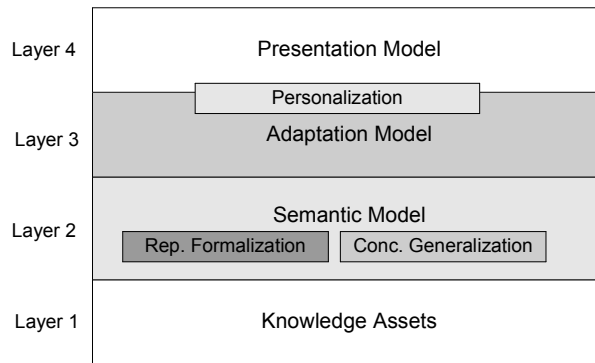 Layer 4
Presentation Model
Personalization
Layer 3
Adaptation Model
Semantic Model
Layer 2
Rep. Formalization
Conc. Generalization
Layer 1
Knowledge Assets